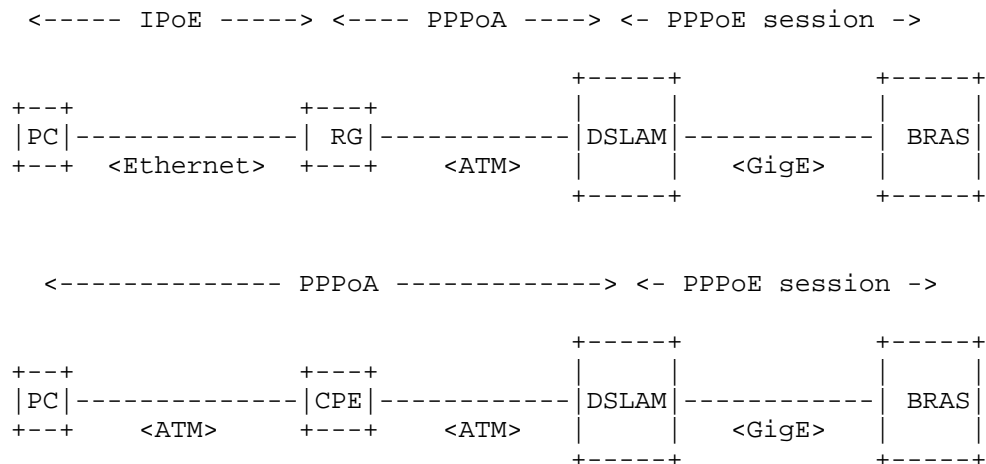 <----- IPoE -----> <---- PPPoA ----> <- PPPoE session ->
PC RG DSLAM BRAS
<Ethernet> <ATM> <GigE>
<-------------- PPPoA -------------> <- PPPoE session ->
PC CPE DSLAM BRAS
<ATM> <ATM> <GigE>